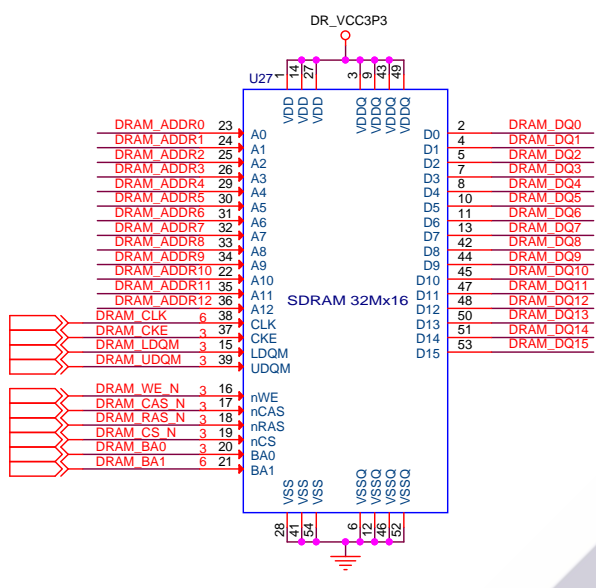 DR_VCC3P3
U27
1 14 27 3 9 43 49
VDD VDD VDD VDDQ VDDQ VDDQ VDDQ
DRAM_ADDR0 23 A0 D0 2 DRAM_DQ0
DRAM_ADDR1 24 A1 D1 4 DRAM_DQ1
DRAM_ADDR2 25 A2 D2 5 DRAM_DQ2
DRAM_ADDR3 26 A3 D3 7 DRAM_DQ3
DRAM_ADDR4 29 A4 D4 8 DRAM_DQ4
DRAM_ADDR5 30 A5 D5 10 DRAM_DQ5
DRAM_ADDR6 31 A6 D6 11 DRAM_DQ6
DRAM_ADDR7 32 A7 D7 13 DRAM_DQ7
DRAM_ADDR8 33 A8 D8 42 DRAM_DQ8
DRAM_ADDR9 34 A9 D9 44 DRAM_DQ9
DRAM_ADDR10 22 A10 D10 45 DRAM_DQ10
DRAM_ADDR11 35 A11 D11 47 DRAM_DQ11
DRAM_ADDR12 36 A12 D12 48 DRAM_DQ12
SDRAM 32Mx16
DRAM_CLK 6 38 CLK D13 50 DRAM_DQ13
DRAM_CKE 3 37 CKE D14 51 DRAM_DQ14
DRAM_LDQM 3 15 LDQM D15 53 DRAM_DQ15
DRAM_UDQM 3 39 UDQM
DRAM_WE_N 3 16 nWE
DRAM_CAS_N 3 17 nCAS
DRAM_RAS_N 3 18 nRAS
DRAM_CS_N 3 19 nCS
DRAM_BA0 3 20 BA0
DRAM_BA1 6 21 BA1
VSS VSS VSS VSSQ VSSQ VSSQ VSSQ
28 41 54 6 12 46 52